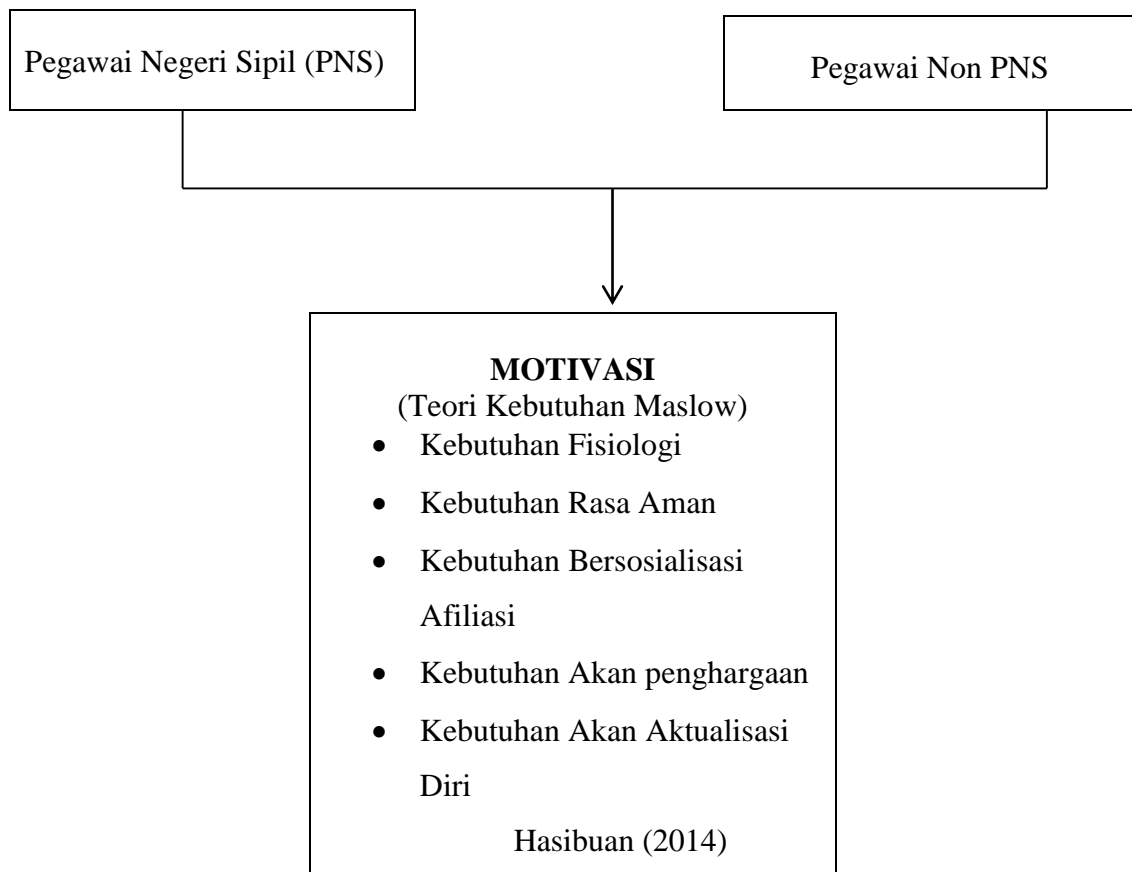 Pegawai Negeri Sipil (PNS)
Pegawai Non PNS
MOTIVASI
(Teori Kebutuhan Maslow)
• Kebutuhan Fisiologi
• Kebutuhan Rasa Aman
• Kebutuhan Bersosialisasi
Afiliasi
• Kebutuhan Akan penghargaan
• Kebutuhan Akan Aktualisasi
Diri
Hasibuan (2014)